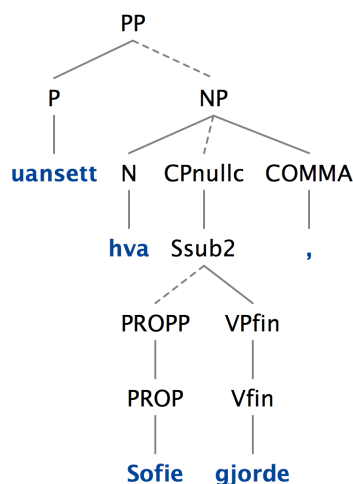 PP
P NP
uansett N CPnullc COMMA
hva Ssub2 ,
PROPP VPfin
PROP Vfin
Sofie gjorde